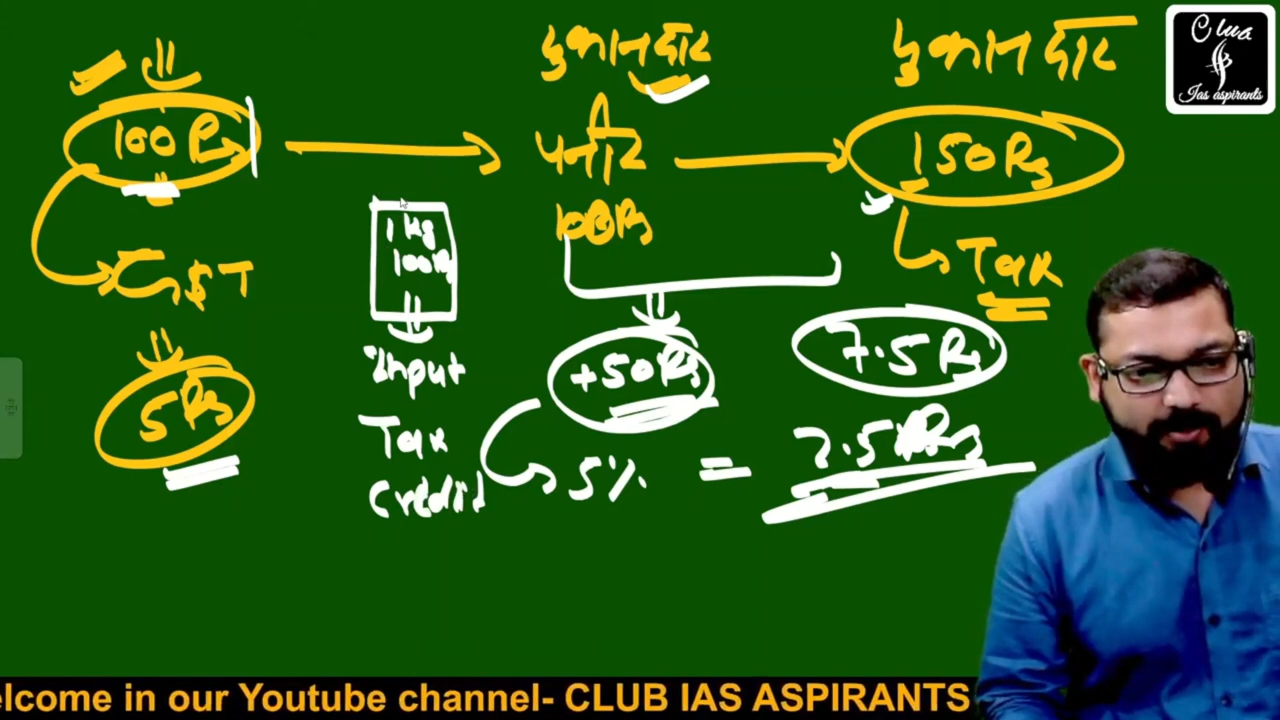 दुकानदार
दुकानदार
Club
Ias aspirants
100 Rs
पनीर
150 Rs
100 Rs
1 kg
100 Rs
GST
Tax
Input
Tax
Credit
5 Rs
+50 Rs
7.5 Rs
5% = 7.5 Rs
elcome in our Youtube channel- CLUB IAS ASPIRANTS